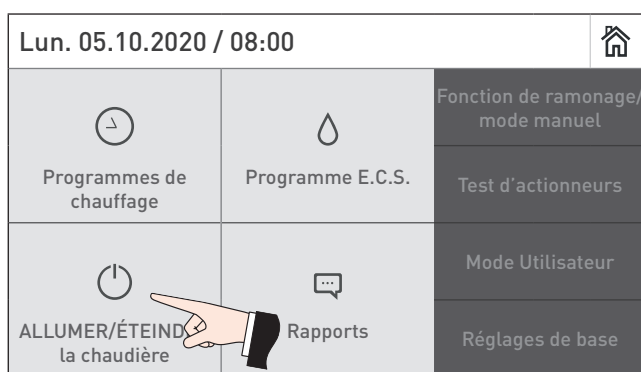 Lun. 05.10.2020 / 08:00
Programmes de
chauffage
Programme E.C.S.
Fonction de ramonage/
mode manuel
Test d'actionneurs
ALLUMER/ÉTEIND
la chaudière
Rapports
Mode Utilisateur
Réglages de base